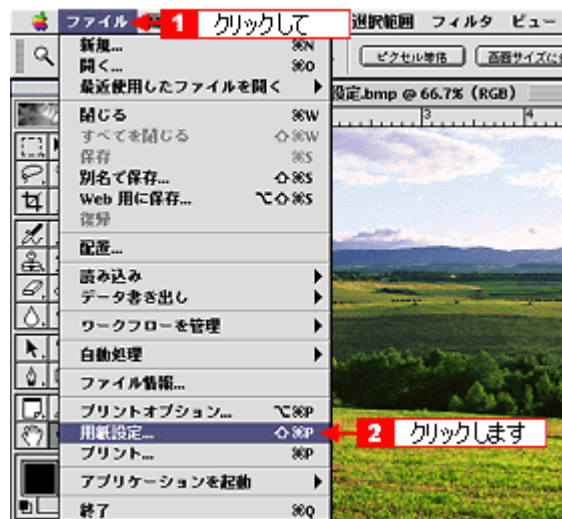 ファイル 1 クリックして 選択範囲 フィルタ ビュー
新規... ⌘N
開く... ⌘O
最近使用したファイルを開く ▶
ピクセル等倍 画面サイズに
設定.bmp @ 66.7% (RGB)
閉じる ⌘W
すべてを閉じる ⇧⌘W
保存 ⌘S
別名で保存... ⇧⌘S
Web 用に保存... ⌥⇧⌘S
復帰
配置...
読み込み ▶
データ書き出し ▶
ワークフローを管理 ▶
自動処理 ▶
ファイル情報...
プリントオプション... ⌥⌘P
用紙設定... ⇧⌘P 2 クリックします
プリント... ⌘P
アプリケーションを起動 ▶
終了 ⌘Q
3 4